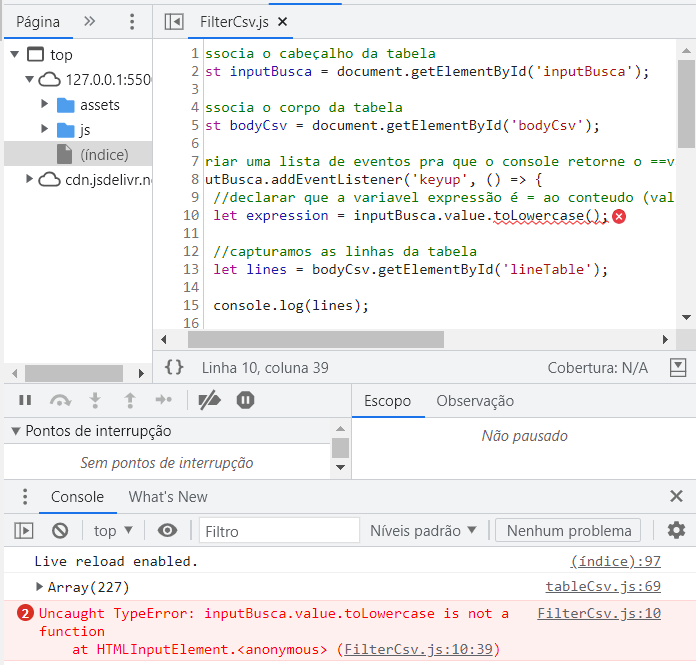 Página
FilterCsv.js
top
127.0.0.1:550
assets
js
(índice)
cdn.jsdelivr.n
1 ssocia o cabeçalho da tabela
2 st inputBusca = document.getElementById('inputBusca');
3
4 ssocia o corpo da tabela
5 st bodyCsv = document.getElementById('bodyCsv');
6
7 riar uma lista de eventos pra que o console retorne o ==v
8 utBusca.addEventListener('keyup', () => {
9 //declarar que a variavel expressão é = ao conteudo (val
10 let expression = inputBusca.value.toLowercase();
11
12 //capturamos as linhas da tabela
13 let lines = bodyCsv.getElementById('lineTable');
14
15 console.log(lines);
16
{} Linha 10, coluna 39 Cobertura: N/A
Pontos de interrupção
Sem pontos de interrupção
Escopo Observação
Não pausado
Console What's New
top Filtro Níveis padrão Nenhum problema
Live reload enabled. (índice):97
Array(227) tableCsv.js:69
2 Uncaught TypeError: inputBusca.value.toLowercase is not a FilterCsv.js:10
function
at HTMLInputElement.<anonymous> (FilterCsv.js:10:39)